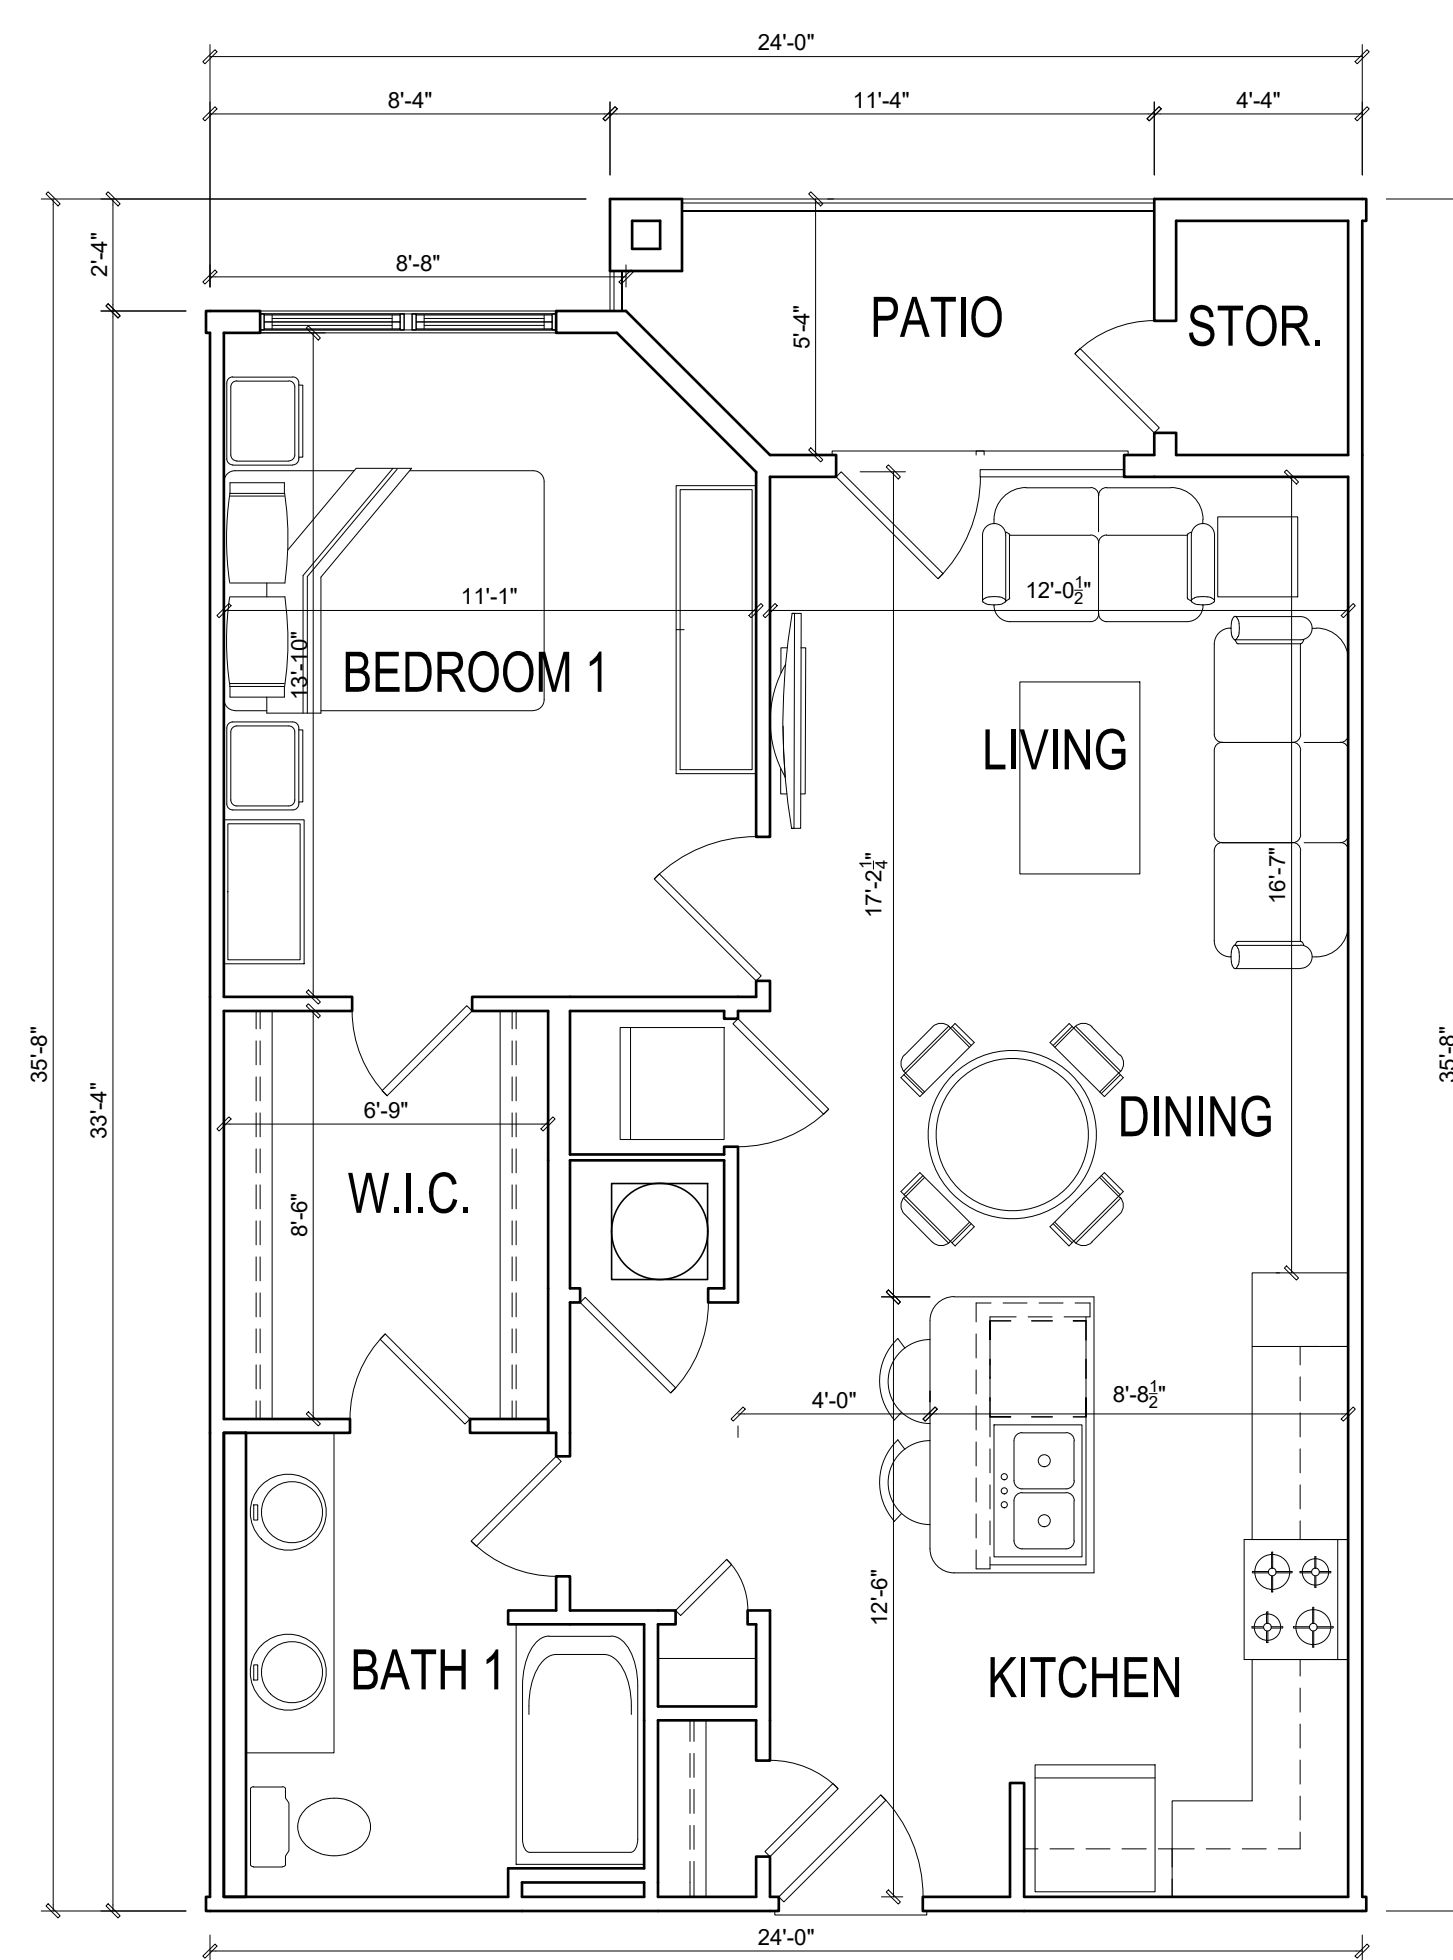 24'-0"
8'-4"
11'-4"
4'-4"
2'-4"
8'-8"
5'-4"
PATIO
STOR.
11'-1"
12'-0½"
13'-10"
BEDROOM 1
LIVING
17'-2¼"
16'-7"
35'-8"
33'-4"
35'-8"
6'-9"
DINING
W.I.C.
8'-6"
4'-0"
8'-8½"
12'-6"
BATH 1
KITCHEN
24'-0"